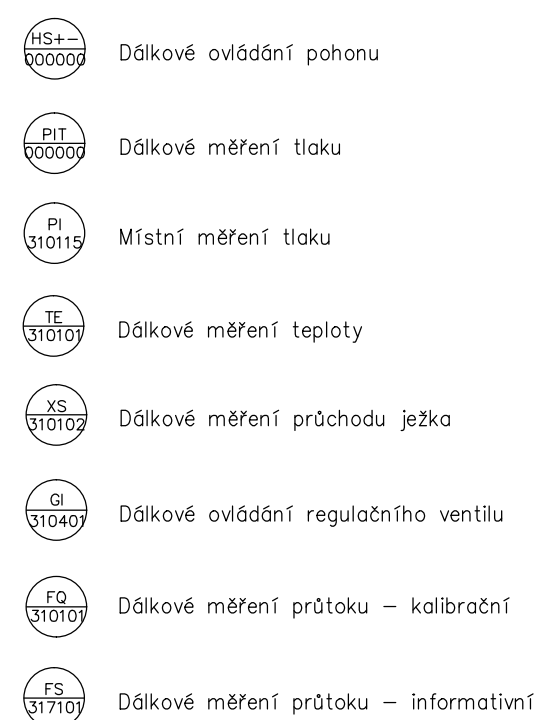 HS+−
000000 Dálkové ovládání pohonu
PIT
000000 Dálkové měření tlaku
PI
310115 Místní měření tlaku
TE
310101 Dálkové měření teploty
XS
310102 Dálkové měření průchodu ježka
GI
310401 Dálkové ovládání regulačního ventilu
FQ
310101 Dálkové měření průtoku − kalibrační
FS
317101 Dálkové měření průtoku − informativní